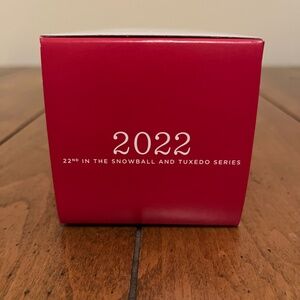 2022
22ND IN THE SNOWBALL AND TUXEDO SERIES